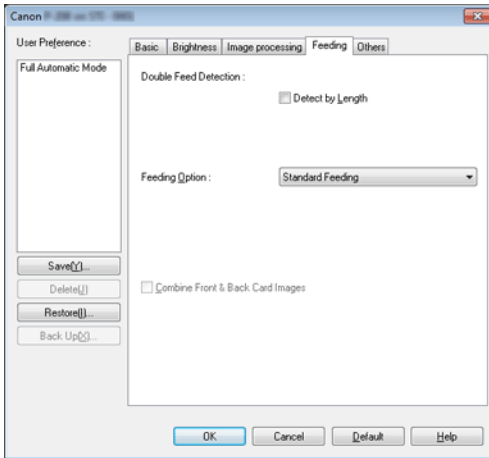 Canon
User Preference :
Full Automatic Mode
Save(Y)...
Delete(J)
Restore(I)...
Back Up(X)...
Basic Brightness Image processing Feeding Others
Double Feed Detection :
Detect by Length
Feeding Option : Standard Feeding
Combine Front & Back Card Images
OK Cancel Default Help